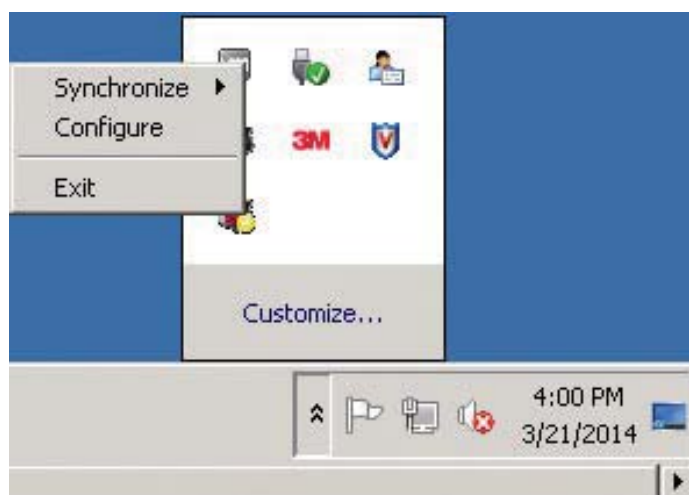 Synchronize
Configure
Exit
3M
V
Customize...
4:00 PM
3/21/2014